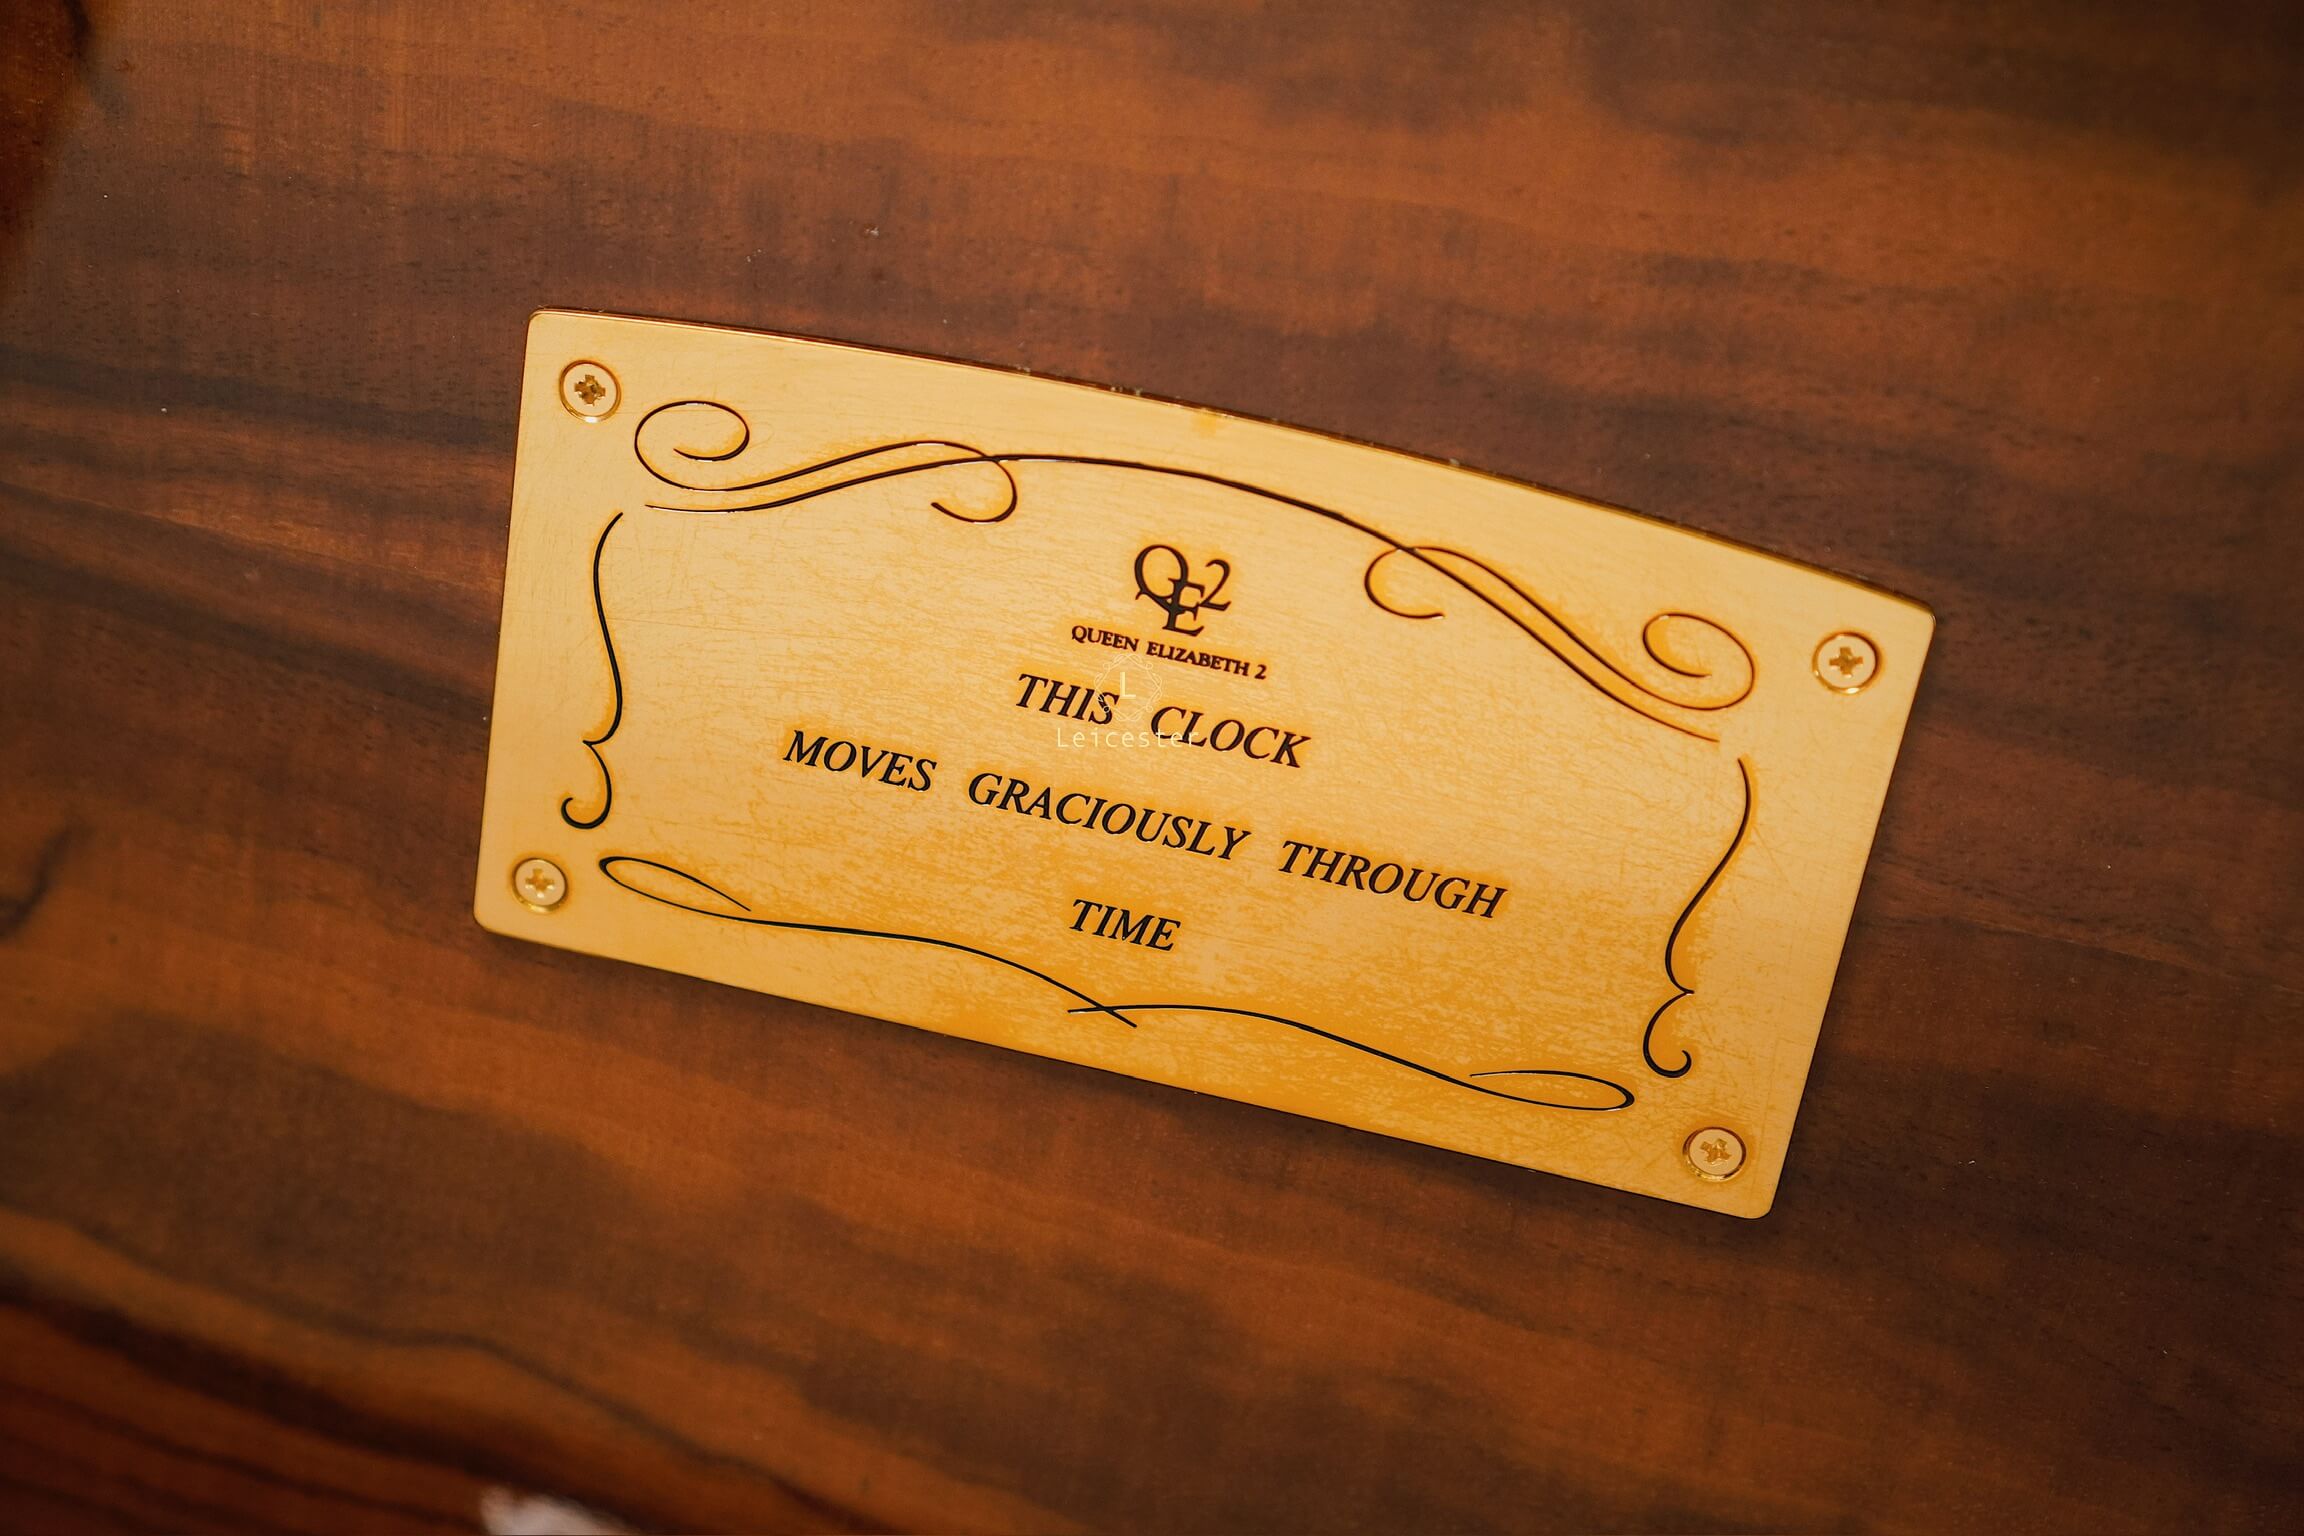 QE2
QUEEN ELIZABETH 2
THIS CLOCK
MOVES GRACIOUSLY THROUGH
TIME
L
Leicester